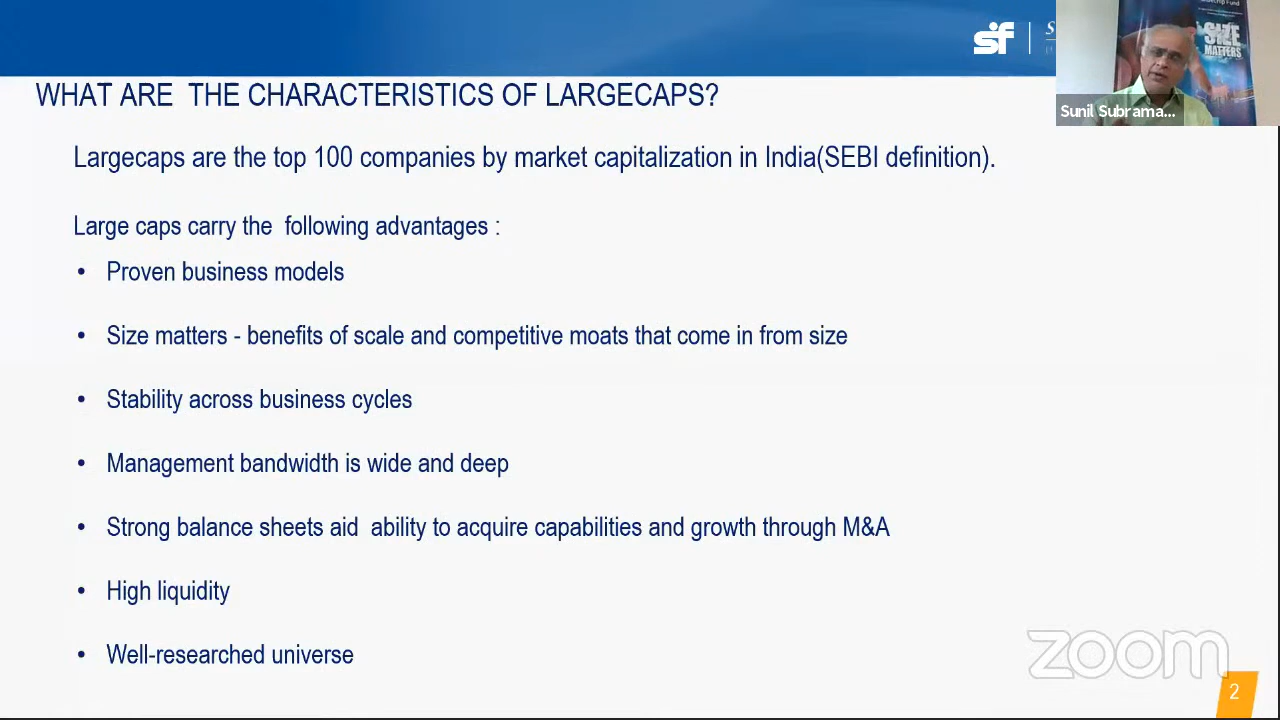 sf
WHAT ARE THE CHARACTERISTICS OF LARGECAPS?
SIZE
MATTERS
Sunil Subrama...
Largecaps are the top 100 companies by market capitalization in India(SEBI definition).
Large caps carry the following advantages :
• Proven business models
• Size matters - benefits of scale and competitive moats that come in from size
• Stability across business cycles
• Management bandwidth is wide and deep
• Strong balance sheets aid ability to acquire capabilities and growth through M&A
• High liquidity
• Well-researched universe
zoom
2